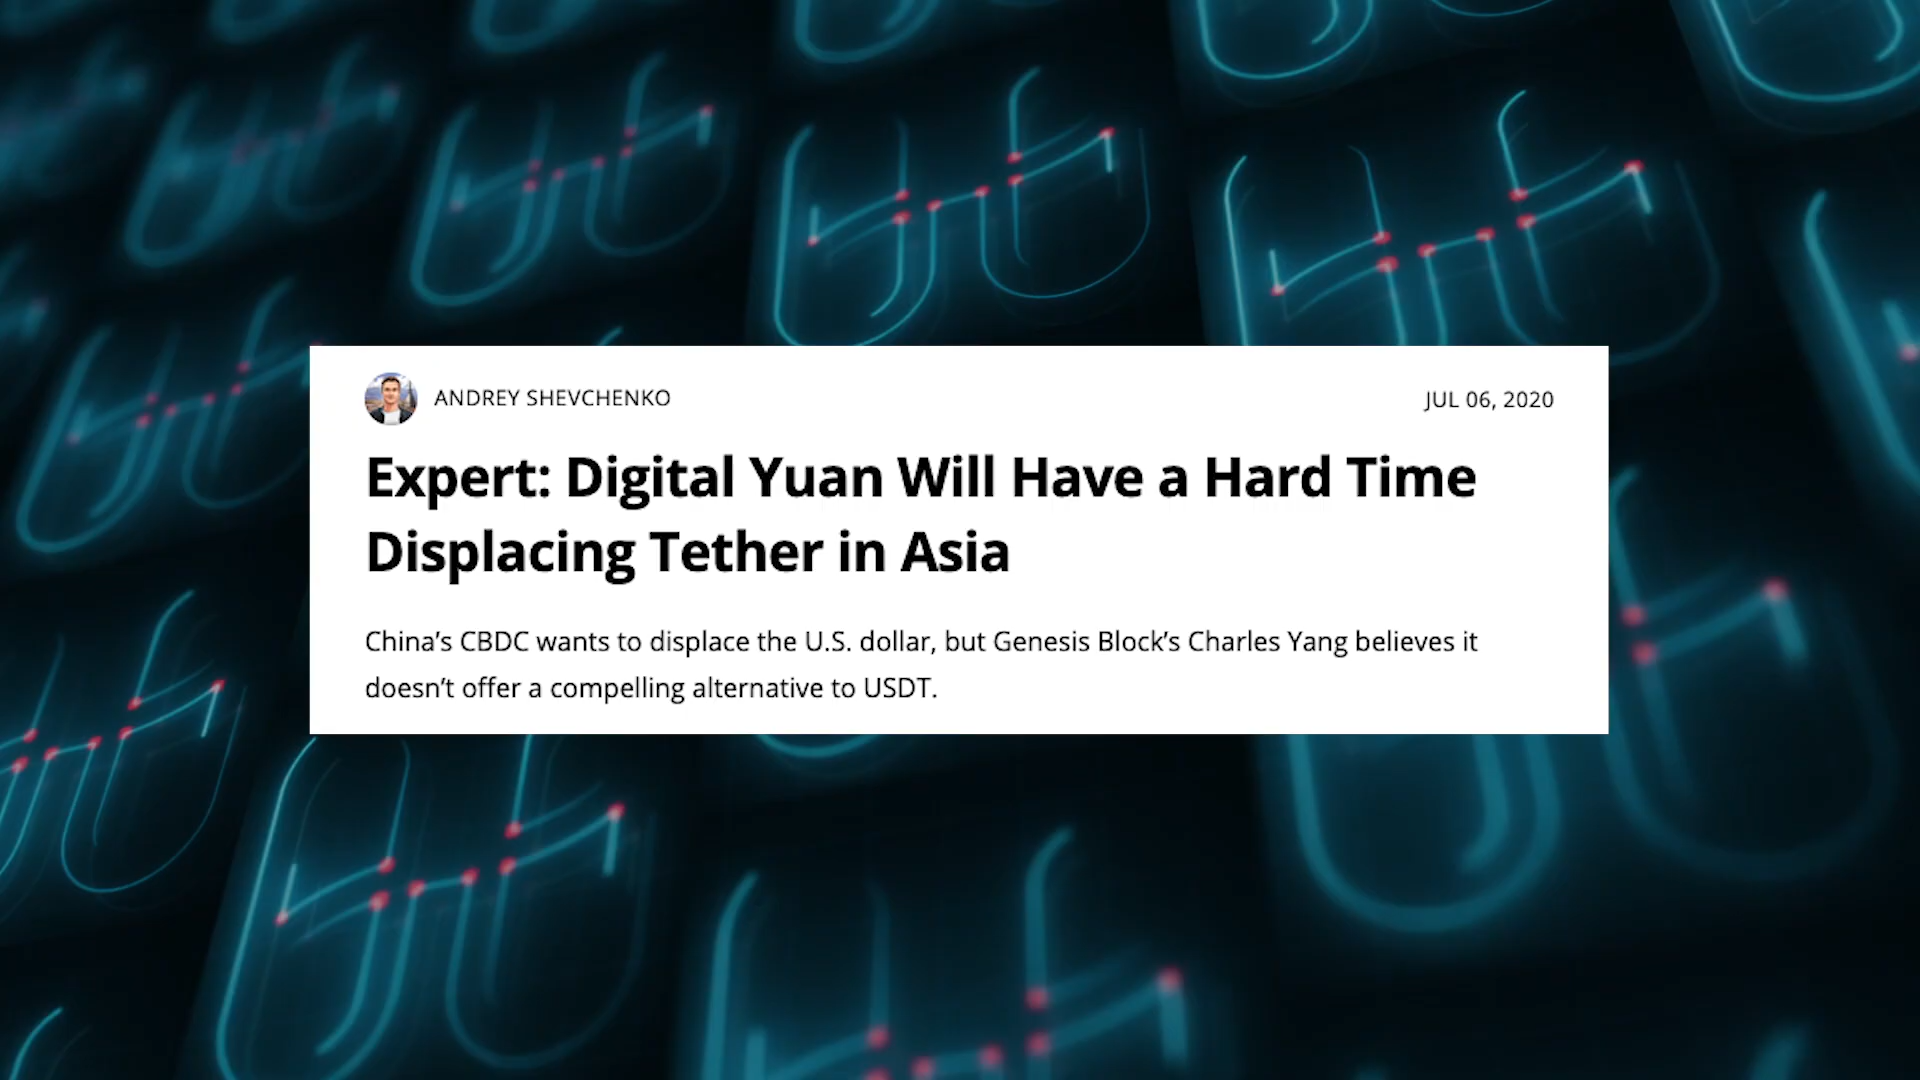 ANDREY SHEVCHENKO
JUL 06, 2020
Expert: Digital Yuan Will Have a Hard Time
Displacing Tether in Asia
China’s CBDC wants to displace the U.S. dollar, but Genesis Block’s Charles Yang believes it
doesn’t offer a compelling alternative to USDT.